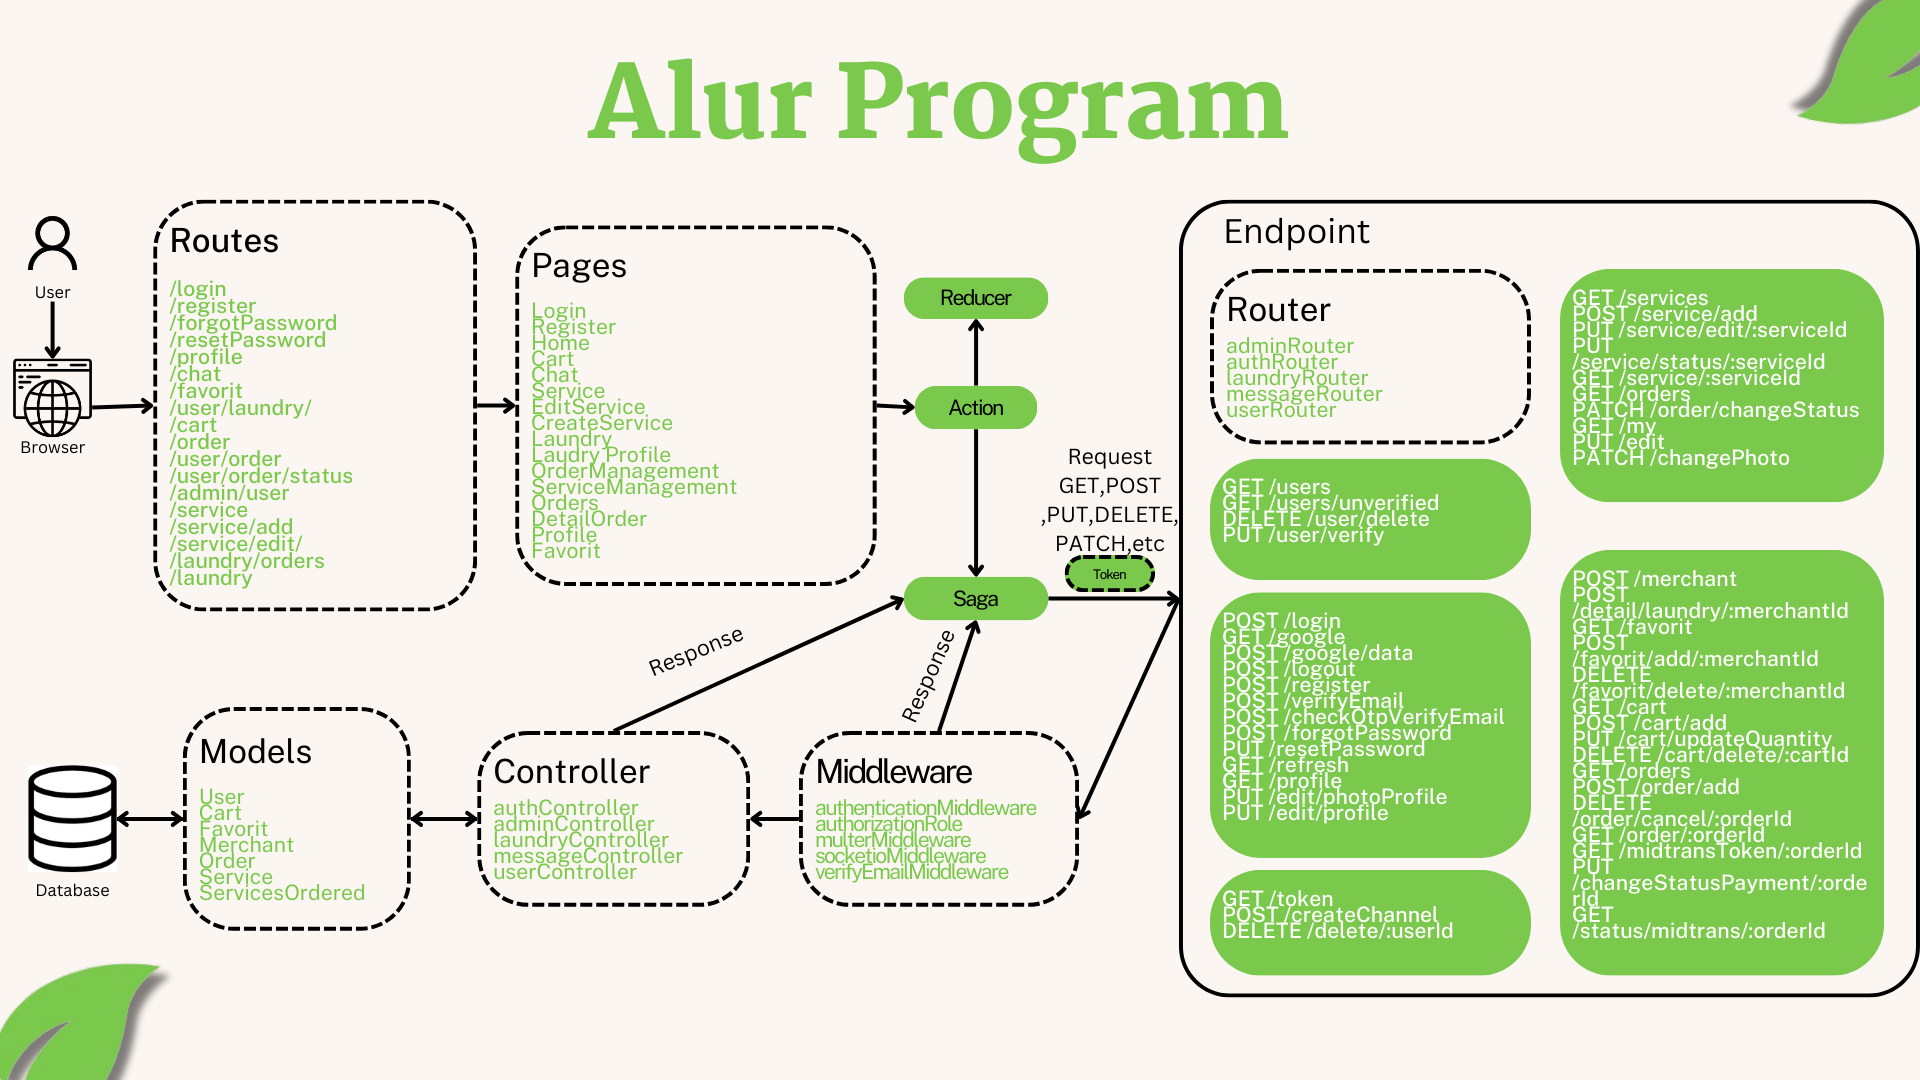 Alur Program
User
Browser
Routes
/login
/register
/forgotPassword
/resetPassword
/profile
/chat
/favorit
/user/laundry/
/cart
/order
/user/order
/user/order/status
/admin/user
/service
/service/add
/service/edit/
/laundry/orders
/laundry
Pages
Login
Register
Home
Cart
Chat
Service
EditService
CreateService
Laundry
Laudry Profile
OrderManagement
ServiceManagement
Orders
DetailOrder
Profile
Favorit
Reducer
Action
Saga
Request
GET,POST
,PUT,DELETE,
PATCH,etc
Token
Response
Response
Endpoint
Router
adminRouter
authRouter
laundryRouter
messageRouter
userRouter
GET /users
GET /users/unverified
DELETE /user/delete
PUT /user/verify
POST /login
GET /google
POST /google/data
POST /logout
POST /register
POST /verifyEmail
POST /checkOtpVerifyEmail
POST /forgotPassword
PUT /resetPassword
GET /refresh
GET /profile
PUT /edit/photoProfile
PUT /edit/profile
GET /token
POST /createChannel
DELETE /delete/:userId
GET /services
POST /service/add
PUT /service/edit/:serviceId
PUT
/service/status/:serviceId
GET /service/:serviceId
GET /orders
PATCH /order/changeStatus
GET /my
PUT /edit
PATCH /changePhoto
POST /merchant
POST
/detail/laundry/:merchantId
GET /favorit
POST
/favorit/add/:merchantId
DELETE
/favorit/delete/:merchantId
GET /cart
POST /cart/add
PUT /cart/updateQuantity
DELETE /cart/delete/:cartId
GET /orders
POST /order/add
DELETE
/order/cancel/:orderId
GET /order/:orderId
GET /midtransToken/:orderId
PUT
/changeStatusPayment/:orde
rId
GET
/status/midtrans/:orderId
Database
Models
User
Cart
Favorit
Merchant
Order
Service
ServicesOrdered
Controller
authController
adminController
laundryController
messageController
userController
Middleware
authenticationMiddleware
authorizationRole
multerMiddleware
socketioMiddleware
verifyEmailMiddleware